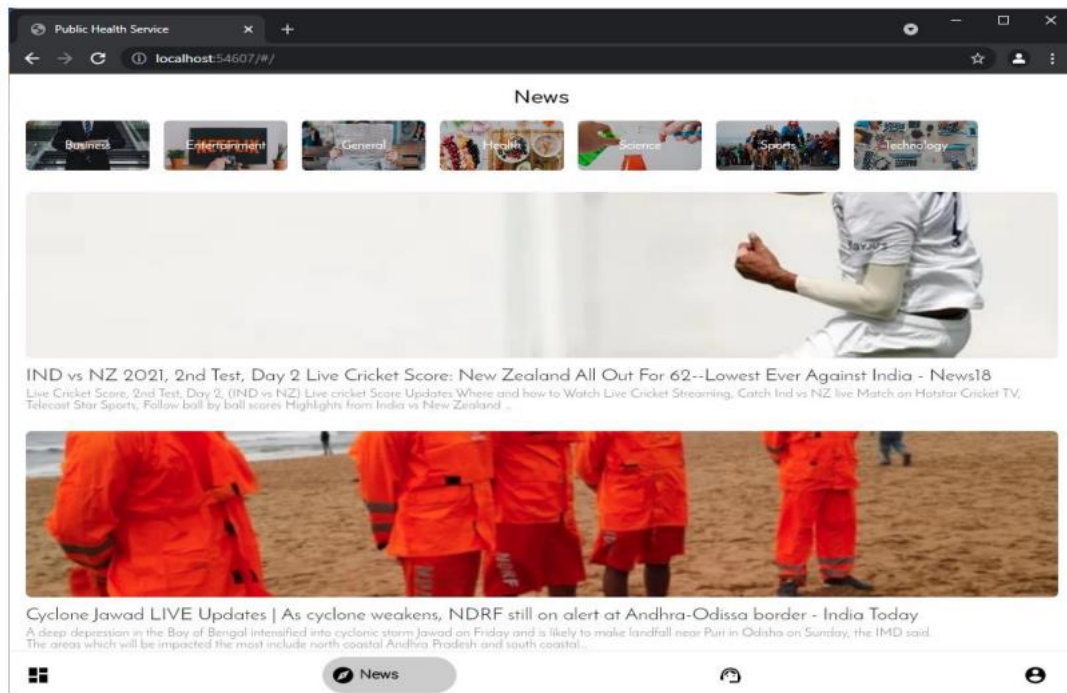 Public Health Service
localhost:54607/#/
News
Business
Entertainment
General
Health
Science
Sports
Technology
BYJU'S
IND vs NZ 2021, 2nd Test, Day 2 Live Cricket Score: New Zealand All Out For 62--Lowest Ever Against India - News18
Live Cricket Score, 2nd Test, Day 2, (IND vs NZ) Live cricket Score Updates Where and how to Watch Live Cricket Streaming, Catch Ind vs NZ live Match on Hotstar Cricket TV,
Telecast Star Sports, Follow ball by ball scores Highlights from India vs New Zealand ...
NDRF
Cyclone Jawad LIVE Updates | As cyclone weakens, NDRF still on alert at Andhra-Odissa border - India Today
A deep depression in the Bay of Bengal intensified into cyclonic storm Jawad on Friday and is likely to make landfall near Puri in Odisha on Sunday, the IMD said.
The areas which will be impacted the most include north coastal Andhra Pradesh and south coastal...
News